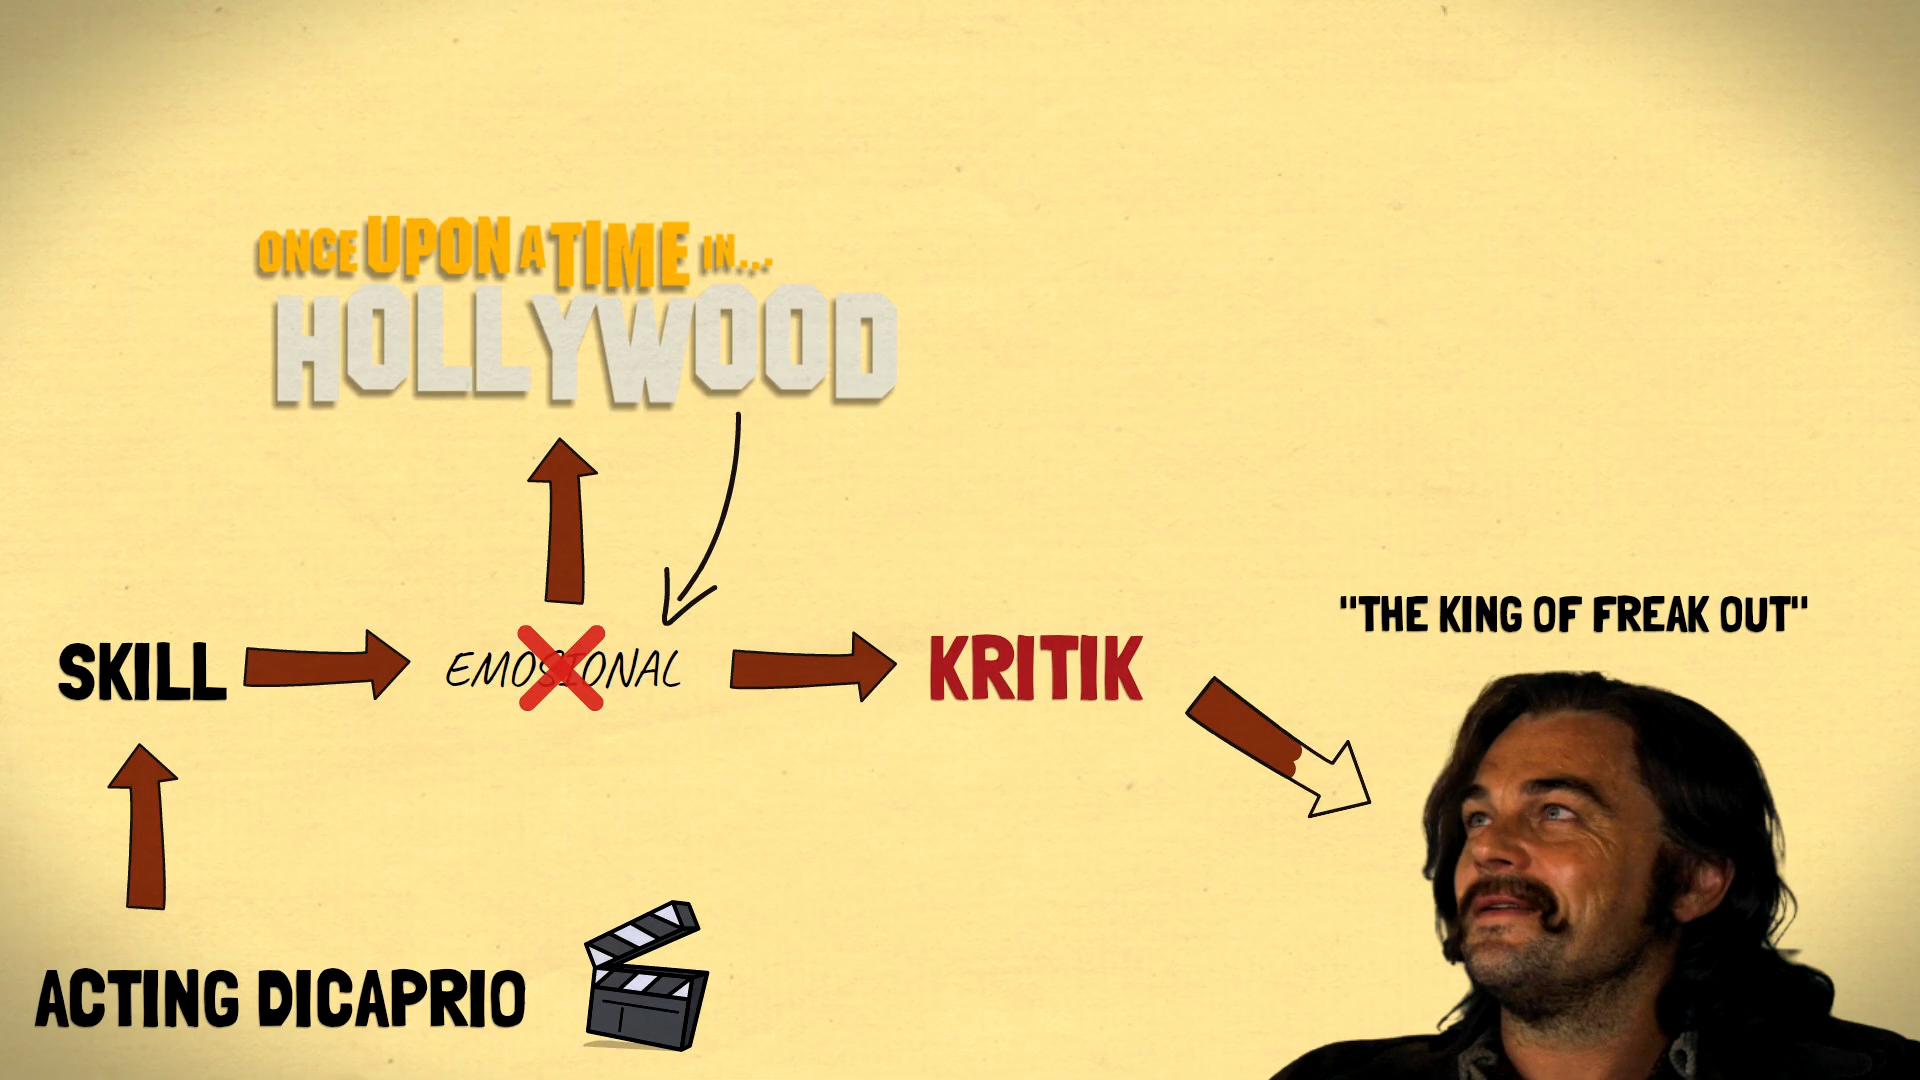 ONCE UPON A TIME IN...
HOLLYWOOD
"THE KING OF FREAK OUT"
SKILL
EMOSIONAL
KRITIK
ACTING DICAPRIO